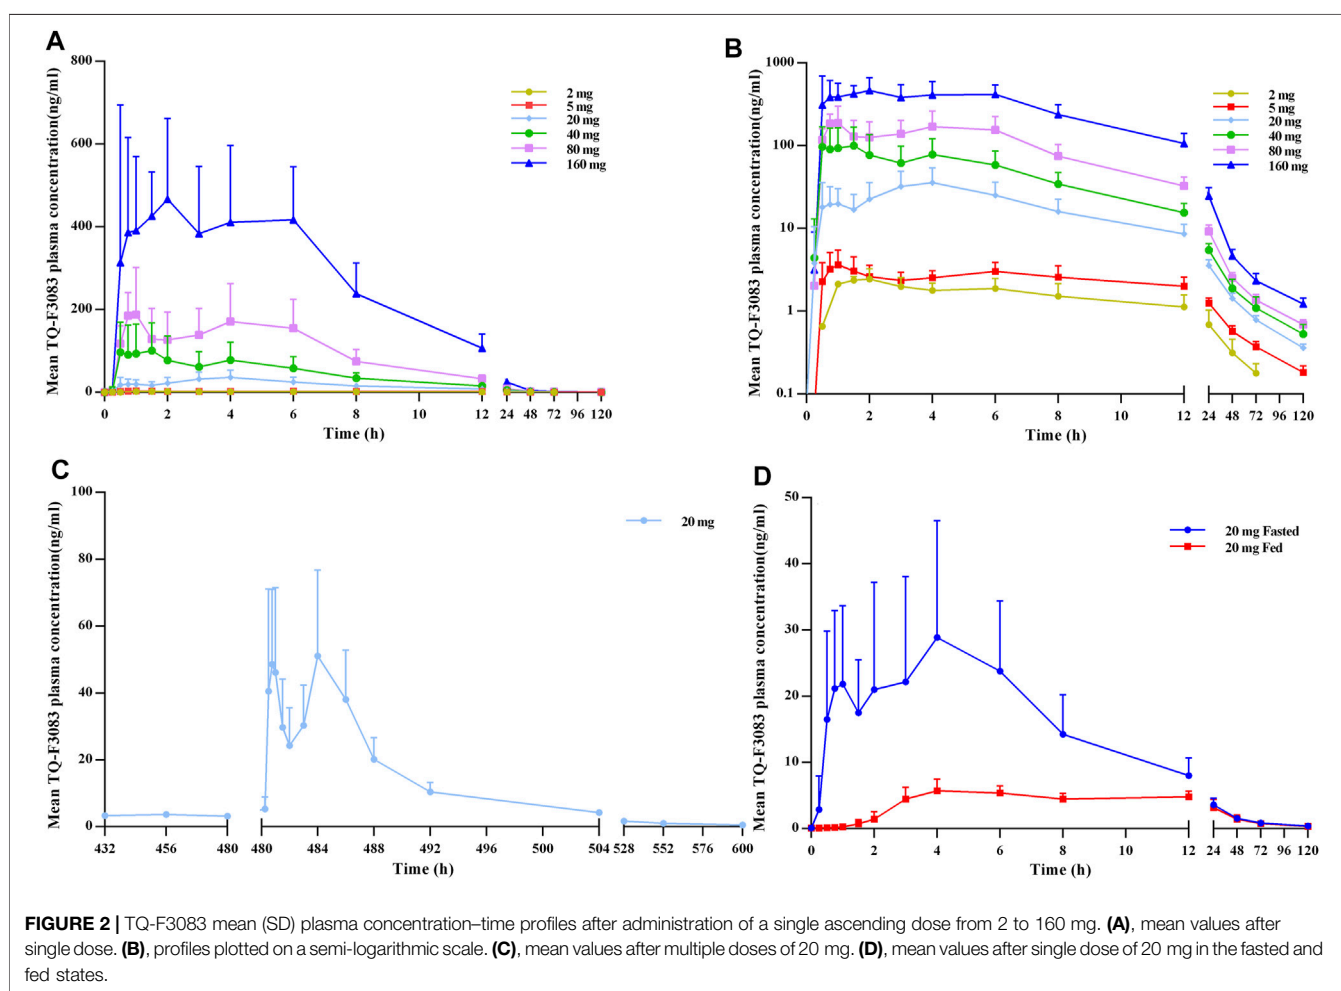 A
Mean TQ-F3083 plasma concentration(ng/ml)
800
600
400
200
0
0 2 4 6 8 10 12 24 48 72 96 120
Time (h)
2 mg
5 mg
20 mg
40 mg
80 mg
160 mg
B
Mean TQ-F3083 plasma concentration(ng/ml)
1000
100
10
1
0.1
0 2 4 6 8 10 12 24 48 72 96 120
Time (h)
2 mg
5 mg
20 mg
40 mg
80 mg
160 mg
C
Mean TQ-F3083 plasma concentration(ng/ml)
100
80
60
40
20
0
432 456 480 480 484 488 492 496 500 504 528 552 576 600
Time (h)
20 mg
D
Mean TQ-F3083 plasma concentration(ng/ml)
50
40
30
20
10
0
0 2 4 6 8 10 12 24 48 72 96 120
Time (h)
20 mg Fasted
20 mg Fed
FIGURE 2 | TQ-F3083 mean (SD) plasma concentration–time profiles after administration of a single ascending dose from 2 to 160 mg. (A), mean values after
single dose. (B), profiles plotted on a semi-logarithmic scale. (C), mean values after multiple doses of 20 mg. (D), mean values after single dose of 20 mg in the fasted and
fed states.